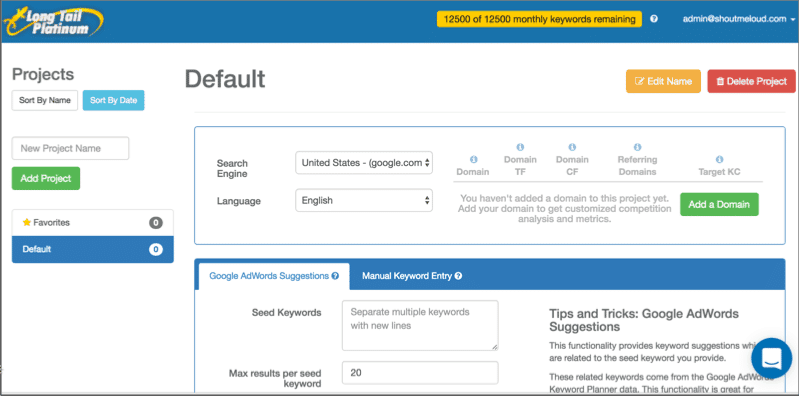 Long Tail
Platinum
12500 of 12500 monthly keywords remaining
?
admin@shoutmeloud.com
Projects
Sort By Name
Sort By Date
New Project Name
Add Project
Favorites 0
Default 0
Default
Edit Name
Delete Project
Search
Engine
United States - (google.com
Language
English
Domain
Domain
TF
Domain
CF
Referring
Domains
Target KC
You haven't added a domain to this project yet.
Add your domain to get customized competition
analysis and metrics.
Add a Domain
Google AdWords Suggestions ?
Manual Keyword Entry ?
Seed Keywords
Separate multiple keywords
with new lines
Max results per seed
keyword
20
Tips and Tricks: Google AdWords
Suggestions
This functionality provides keyword suggestions whic
are related to the seed keyword you provide.
These related keywords come from the Google AdWo
Keyword Planner data. This functionality is great for